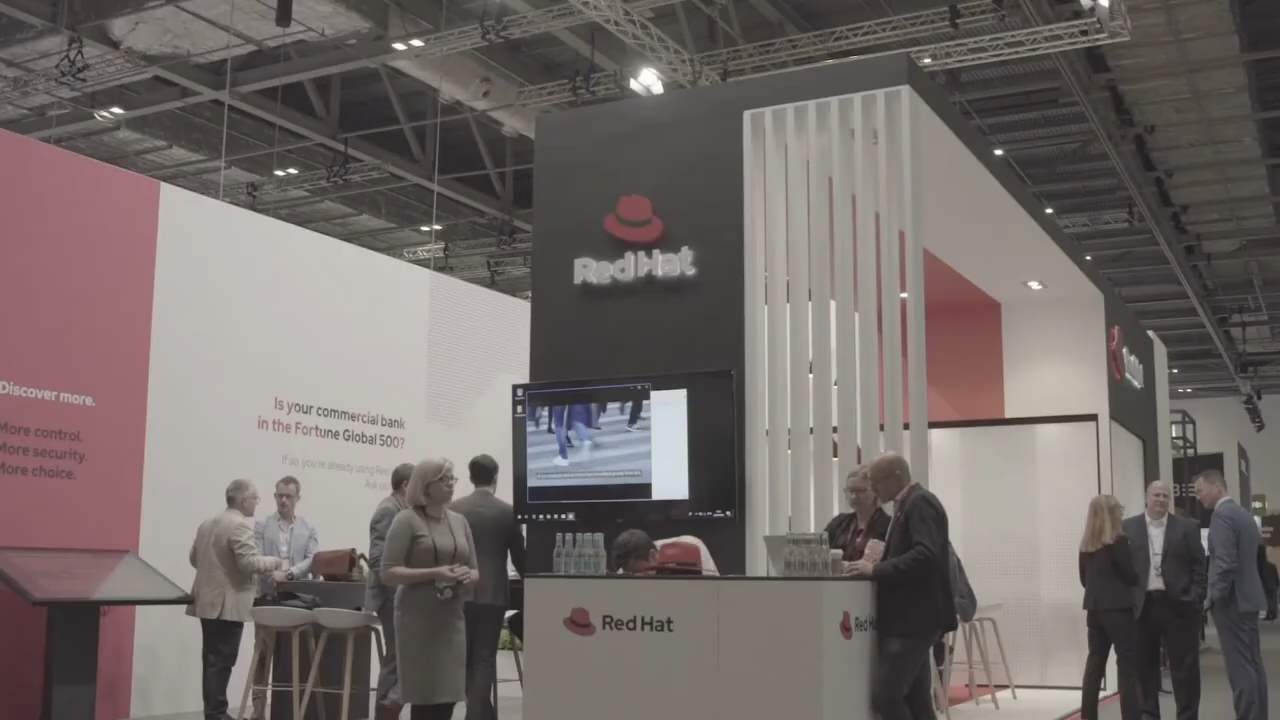 Red Hat
Discover more.
More control.
More security.
More choice.
Is your commercial bank
in the Fortune Global 500?
If so, you're already using Red
Ask
Red Hat
Red Ha